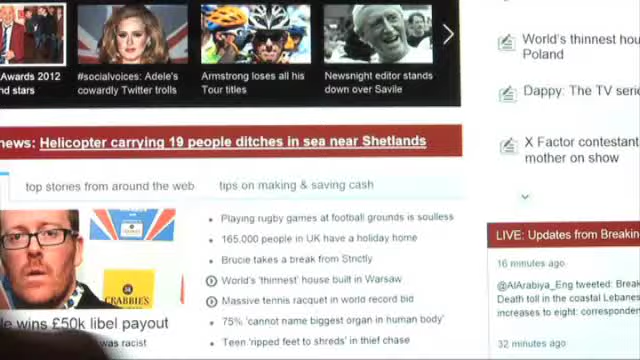 Awards 2012
nd stars
#socialvoices: Adele's
cowardly Twitter trolls
Armstrong loses all his
Tour titles
Newsnight editor stands
down over Savile
World's thinnest hou
Poland
Dappy: The TV serie
X Factor contestant
mother on show
news: Helicopter carrying 19 people ditches in sea near Shetlands
top stories from around the web
tips on making & saving cash
Playing rugby games at football grounds is soulless
165,000 people in UK have a holiday home
Brucie takes a break from Strictly
World's 'thinnest' house built in Warsaw
Massive tennis racquet in world record bid
75% 'cannot name biggest organ in human body'
Teen 'ripped feet to shreds' in thief chase
CRABBIE'S
le wins £50k libel payout
was racist
LIVE: Updates from Breakin
16 minutes ago
@AlArabiya_Eng tweeted: Break
Death toll in the coastal Lebanes
increases to eight: corresponden
32 minutes ago